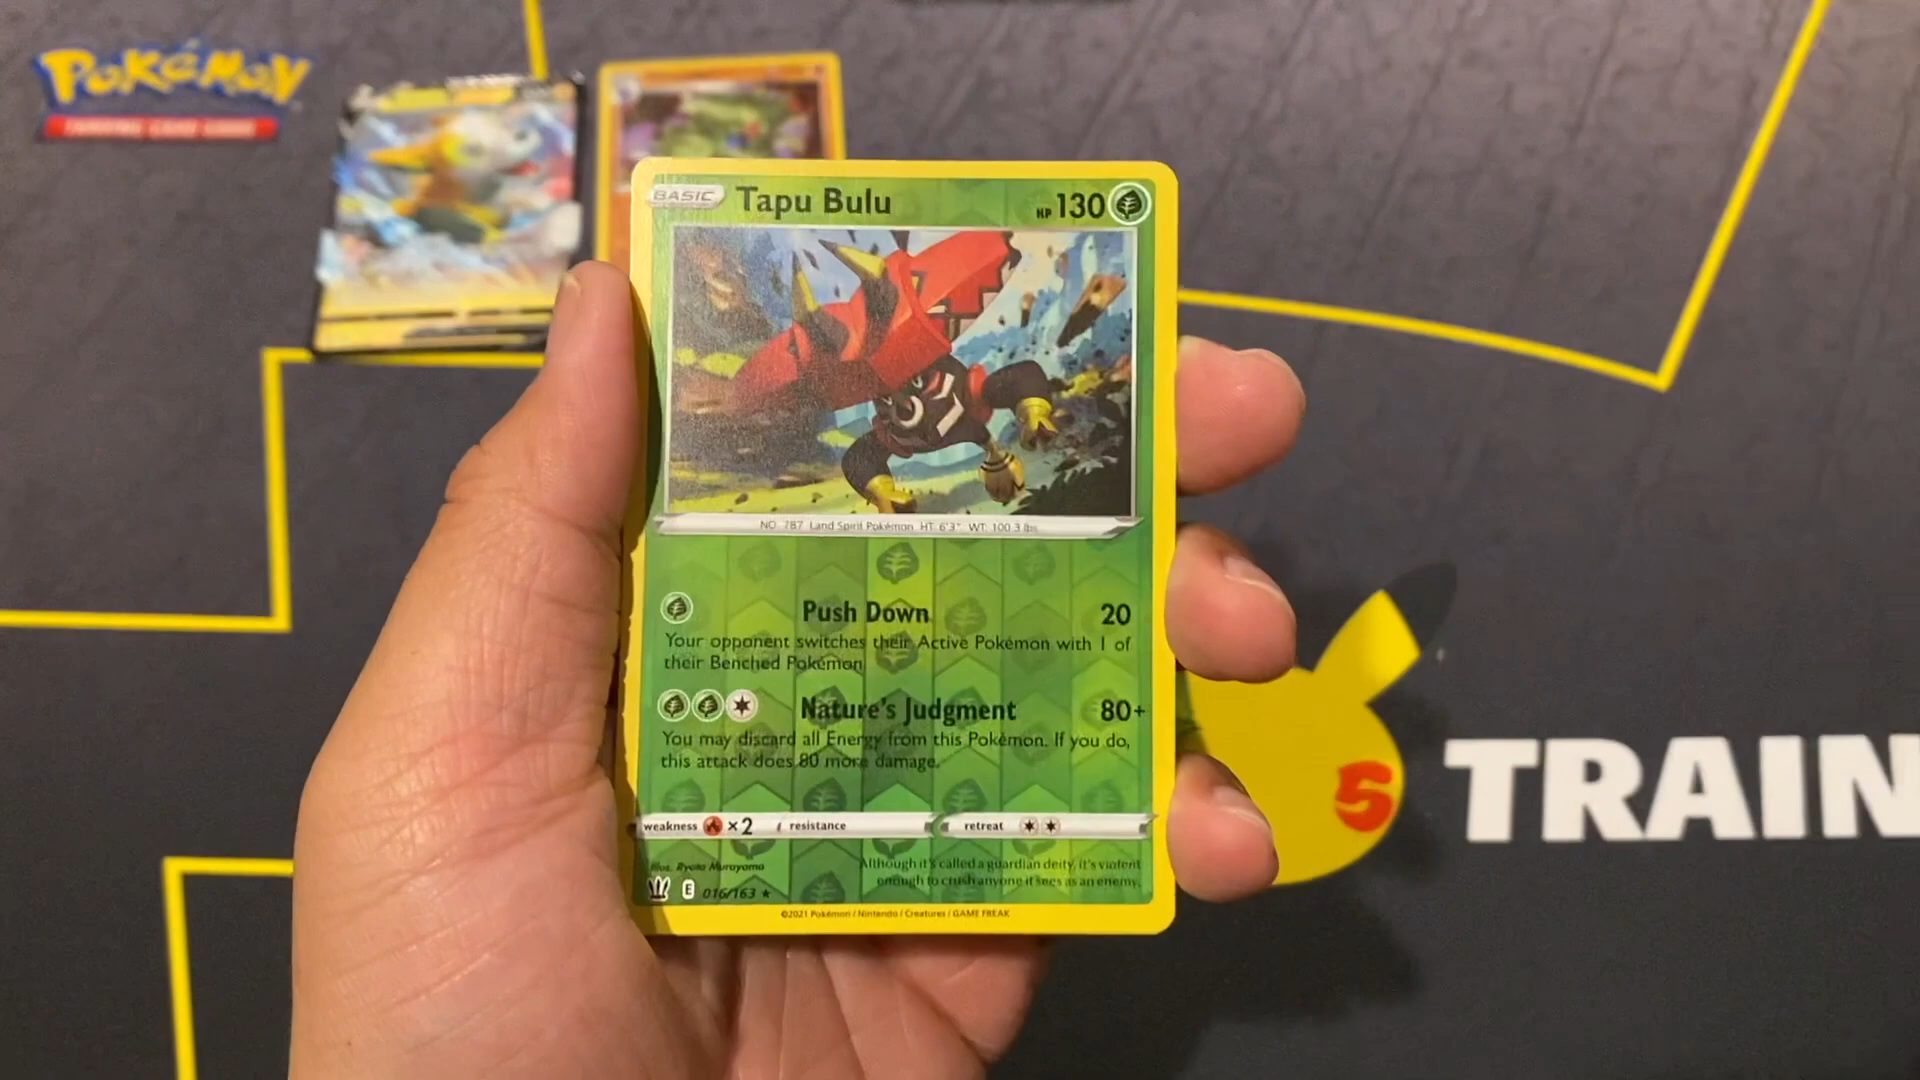 POKéMON
TRADING CARD GAME
BASIC Tapu Bulu HP 130
NO. 787 Land Spirit Pokémon HT: 6'3" WT: 100.3 lbs
Push Down 20
Your opponent switches their Active Pokémon with 1 of
their Benched Pokémon.
Nature's Judgment 80+
You may discard all Energy from this Pokémon. If you do,
this attack does 80 more damage.
weakness ×2 resistance retreat
Illus. Ryota Murayama
Although it's called a guardian deity, it's violent
enough to crush anyone it sees as an enemy.
E 016/163 ★
©2021 Pokémon / Nintendo / Creatures / GAME FREAK
5
TRAIN